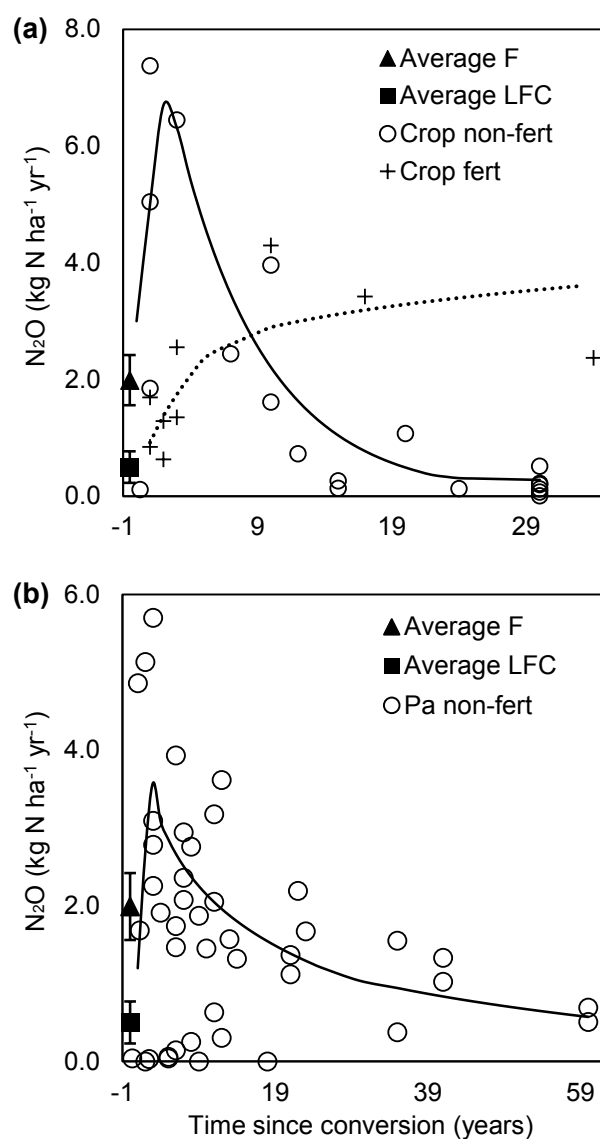 (a)
8.0
6.0
4.0
2.0
0.0
N₂O (kg N ha⁻¹ yr⁻¹)
Average F
Average LFC
Crop non-fert
Crop fert
-1 9 19 29
(b)
6.0
4.0
2.0
0.0
N₂O (kg N ha⁻¹ yr⁻¹)
Average F
Average LFC
Pa non-fert
-1 19 39 59
Time since conversion (years)